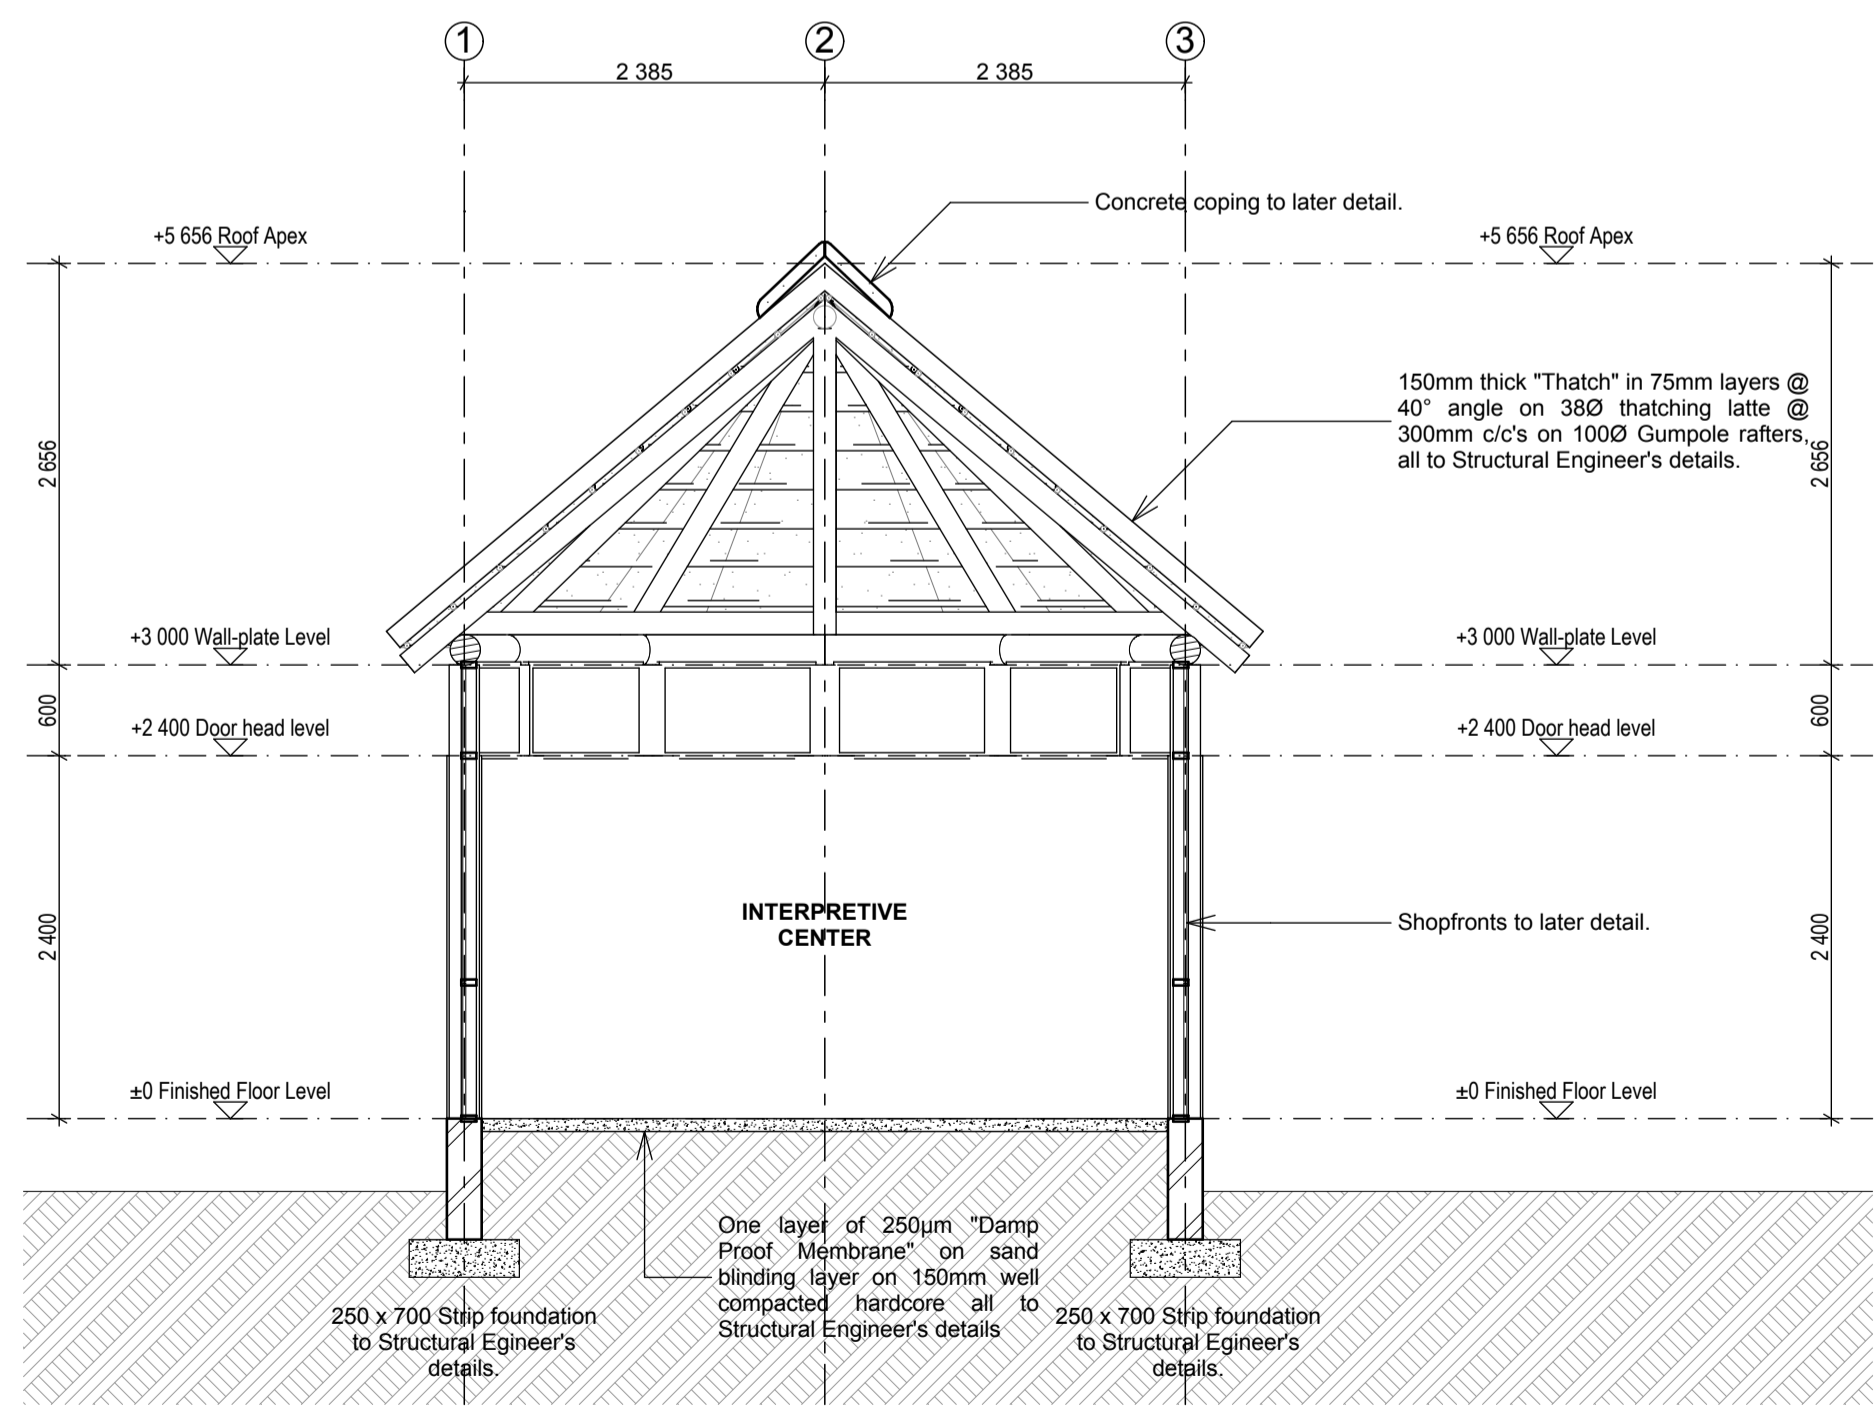 1
2
3
2 385
2 385
Concrete coping to later detail.
+5 656 Roof Apex
+5 656 Roof Apex
150mm thick "Thatch" in 75mm layers @
40° angle on 38Ø thatching latte @
300mm c/c's on 100Ø Gumpole rafters,
all to Structural Engineer's details.
2 656
2 656
+3 000 Wall-plate Level
+3 000 Wall-plate Level
600
600
+2 400 Door head level
+2 400 Door head level
INTERPRETIVE
CENTER
Shopfronts to later detail.
2 400
2 400
±0 Finished Floor Level
±0 Finished Floor Level
One layer of 250µm "Damp
Proof Membrane" on sand
blinding layer on 150mm well
compacted hardcore all to
Structural Engineer's details
250 x 700 Strip foundation
to Structural Egineer's
details.
250 x 700 Strip foundation
to Structural Egineer's
details.